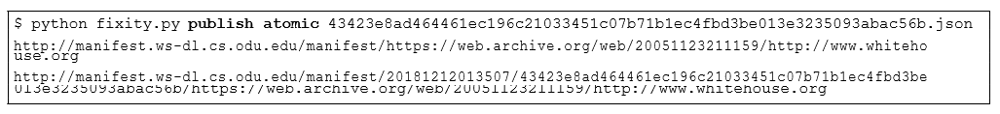 $ python fixity.py publish atomic 43423e8ad464461ec196c21033451c07b71b1ec4fbd3be013e3235093abac56b.json
http://manifest.ws-dl.cs.odu.edu/manifest/https://web.archive.org/web/20051123211159/http://www.whiteho
use.org
http://manifest.ws-dl.cs.odu.edu/manifest/20181212013507/43423e8ad464461ec196c21033451c07b71b1ec4fbd3be
013e3235093abac56b/https://web.archive.org/web/20051123211159/http://www.whitehouse.org